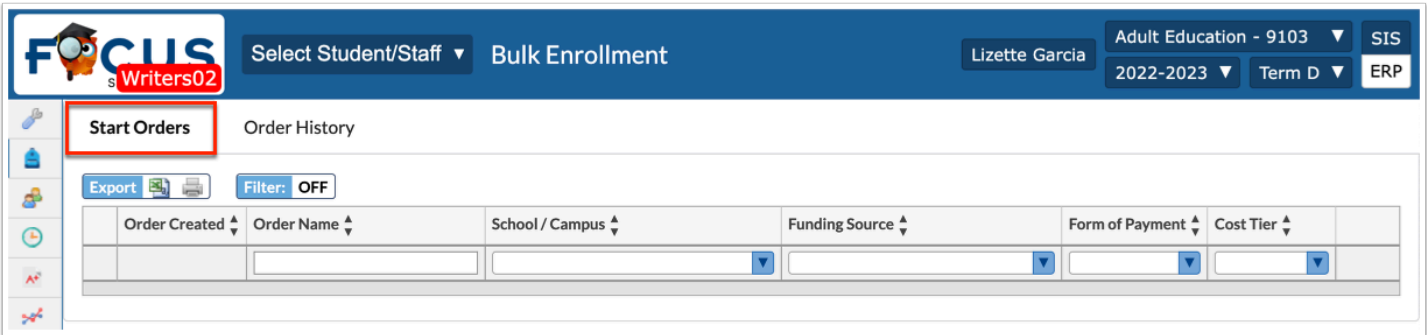 FOCUS
S
Writers02
Select Student/Staff ▼
Bulk Enrollment
Lizette Garcia
Adult Education - 9103 ▼
2022-2023 ▼
Term D ▼
SIS
ERP
Start Orders
Order History
Export
Filter: OFF
Order Created
Order Name
School / Campus
Funding Source
Form of Payment
Cost Tier
A+